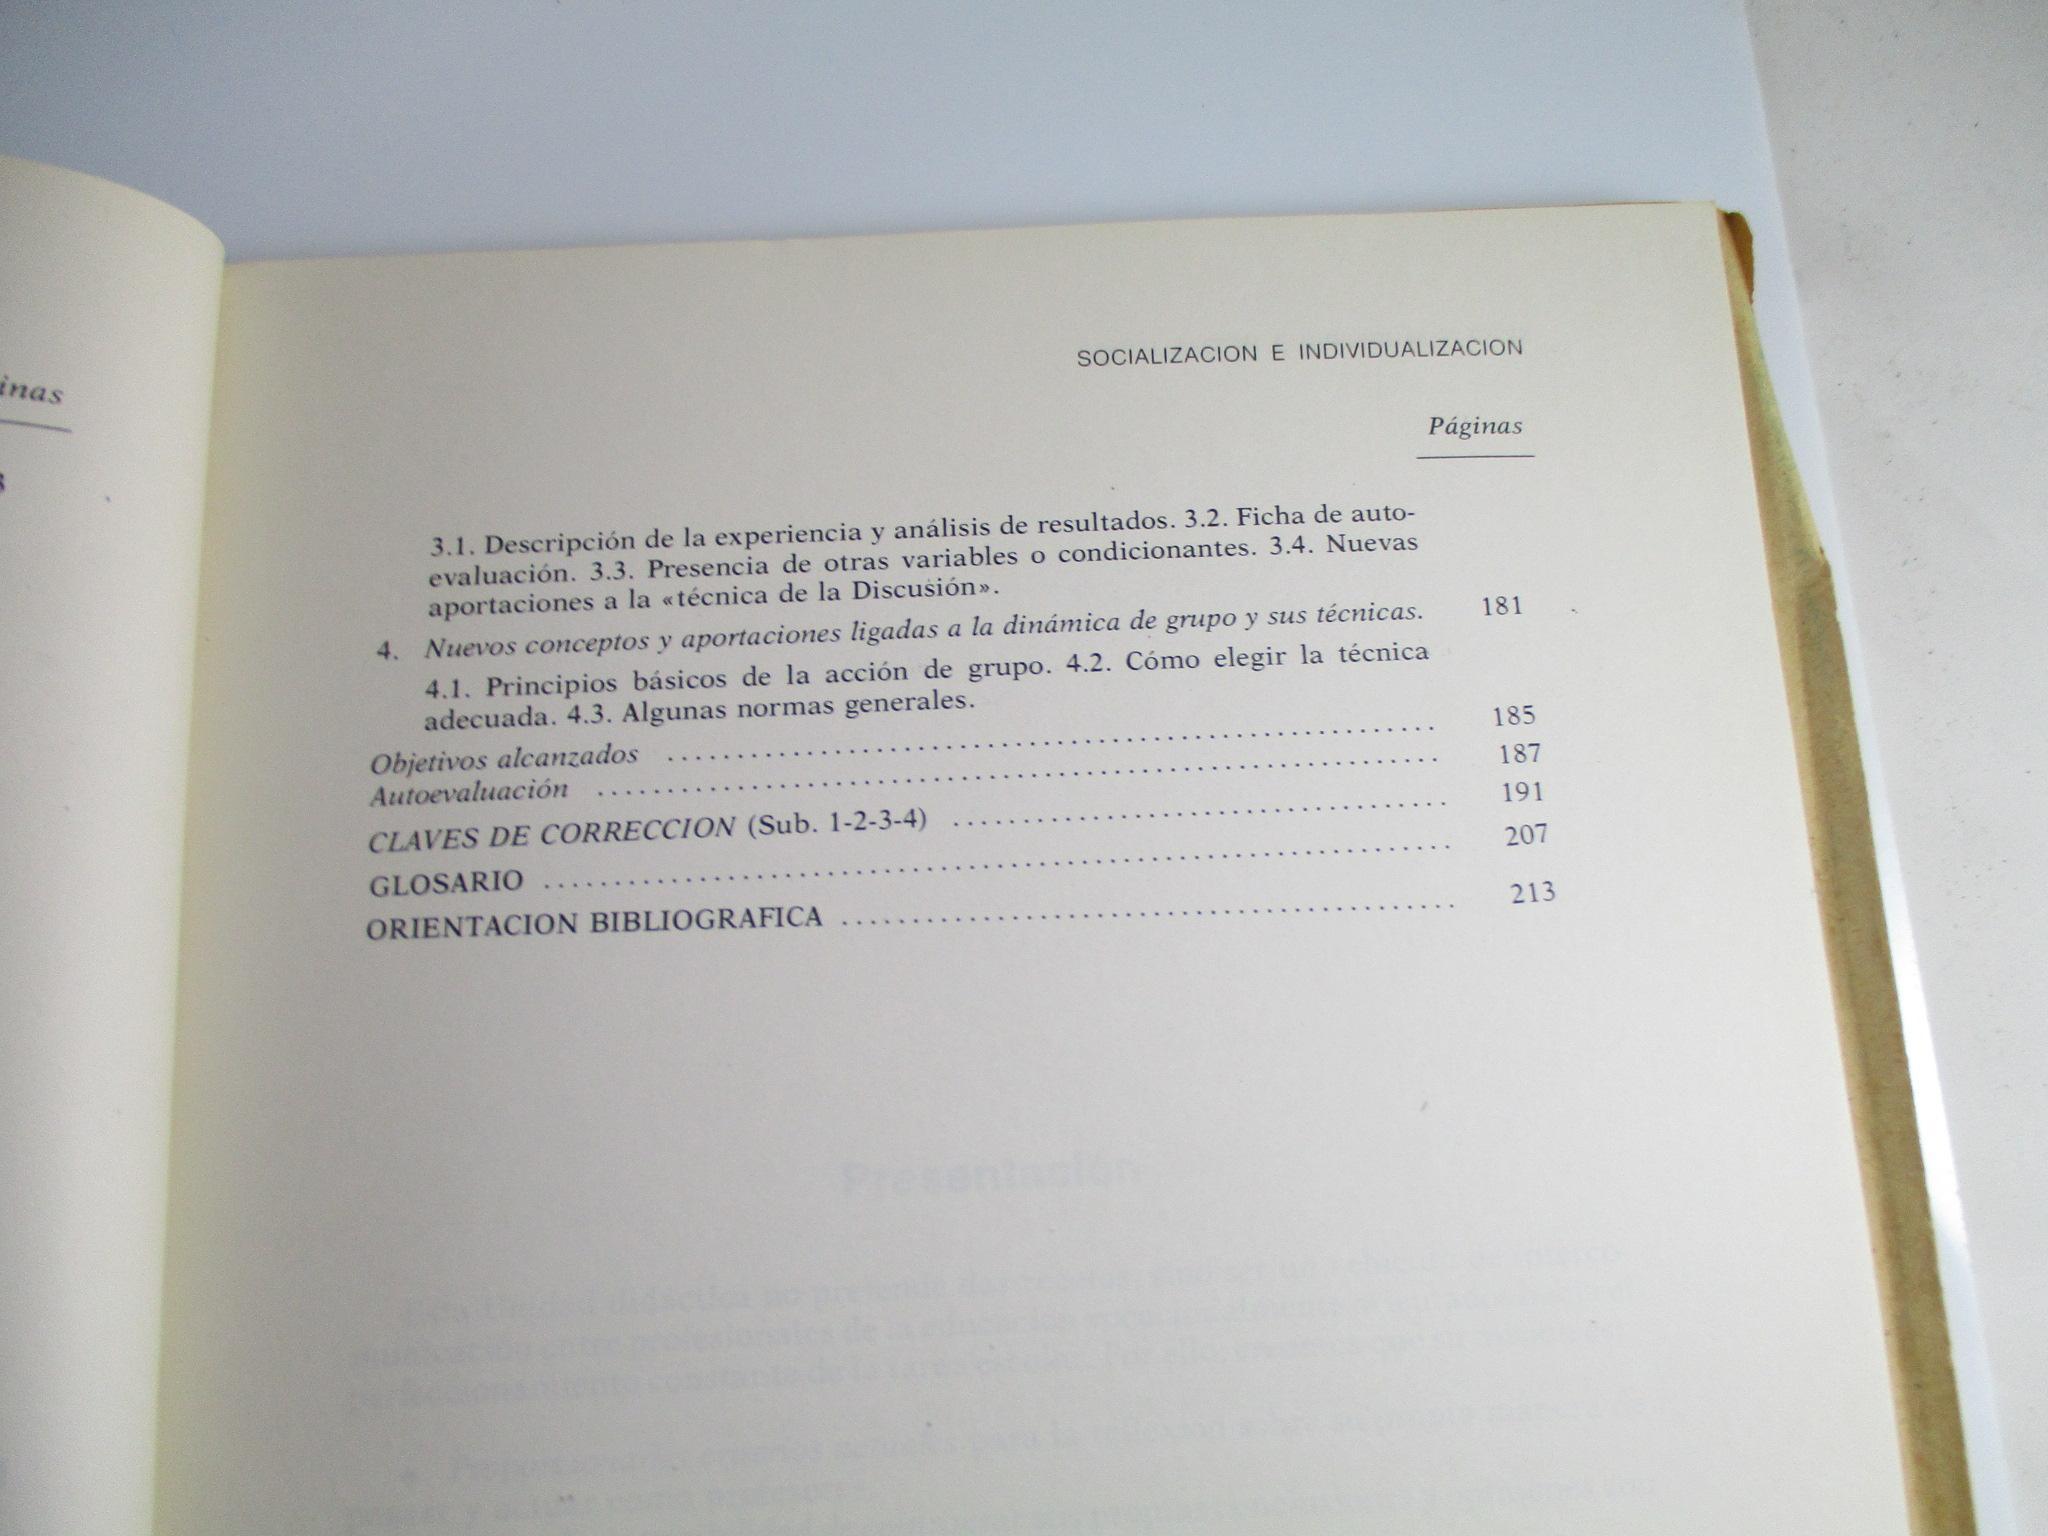 inas
SOCIALIZACION E INDIVIDUALIZACION
Páginas
3.1. Descripción de la experiencia y análisis de resultados. 3.2. Ficha de auto-
evaluación. 3.3. Presencia de otras variables o condicionantes. 3.4. Nuevas
aportaciones a la «técnica de la Discusión».
4. Nuevos conceptos y aportaciones ligadas a la dinámica de grupo y sus técnicas. 181
4.1. Principios básicos de la acción de grupo. 4.2. Cómo elegir la técnica
adecuada. 4.3. Algunas normas generales.
Objetivos alcanzados ........................................ 185
Autoevaluación ........................................ 187
CLAVES DE CORRECCION (Sub. 1-2-3-4) ........................................ 191
GLOSARIO ........................................ 207
ORIENTACION BIBLIOGRAFICA ........................................ 213
Presentación